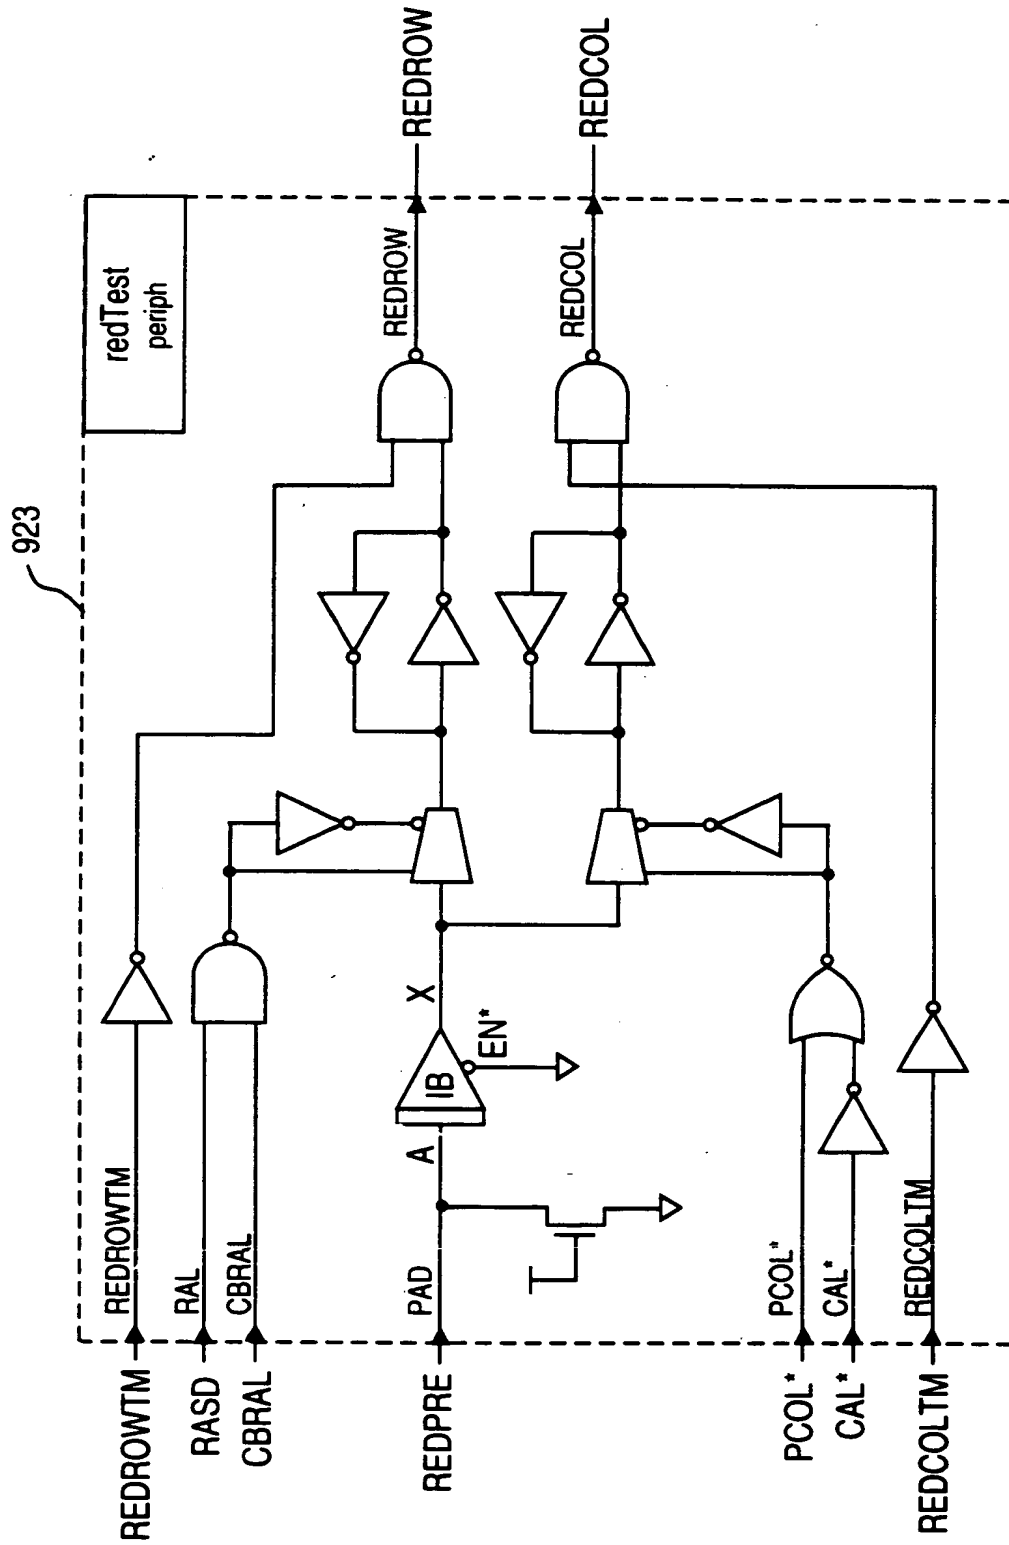 923
redTest
periph
REDROWTM
REDROWTM
RASD
RAL
CBRAL
CBRAL
REDPRE
PAD
A
IB
X
EN*
PCOL*
PCOL*
CAL*
CAL*
REDCOLTM
REDCOLTM
REDROW
REDROW
REDCOL
REDCOL